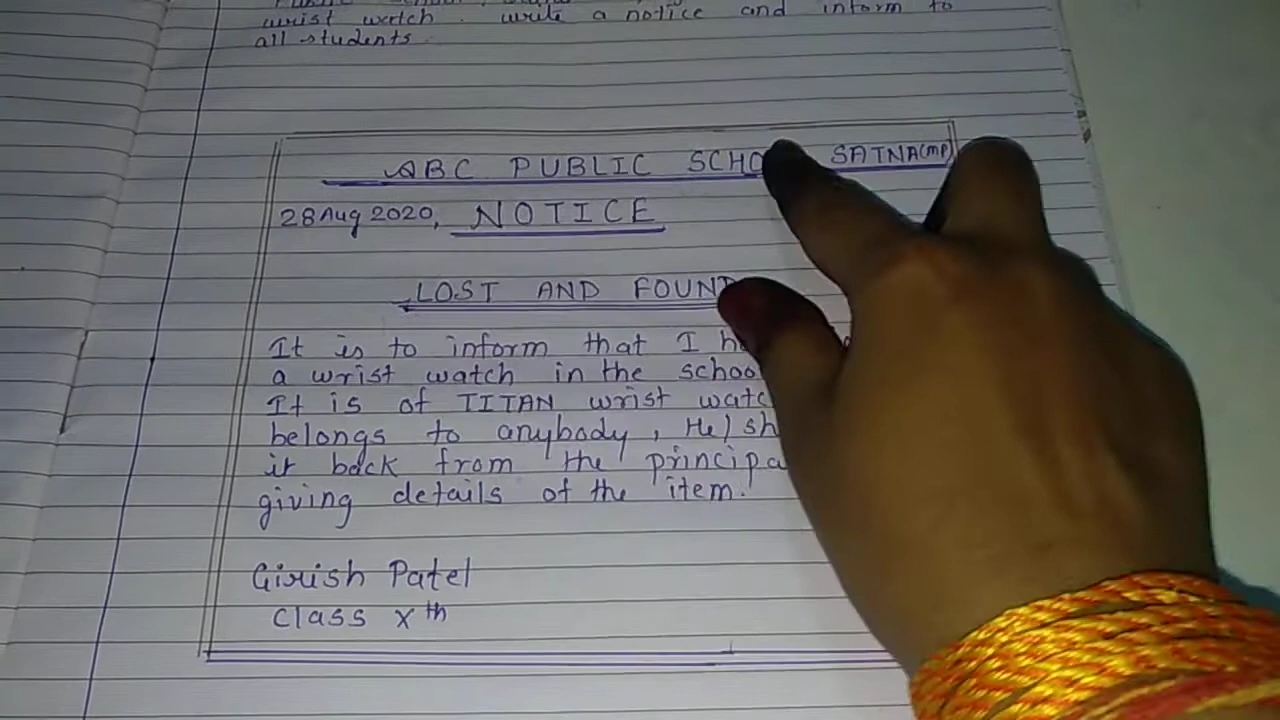 wrist watch. write a notice and inform to
all students.
ABC PUBLIC SCHO SATNA(MP)
28 Aug 2020, NOTICE
LOST AND FOUND
It is to inform that I
a wrist watch in the school
It is of TITAN wrist watc
belongs to anybody, He/sh
it back from the principa
giving details of the item.
Girish Patel
Class Xth